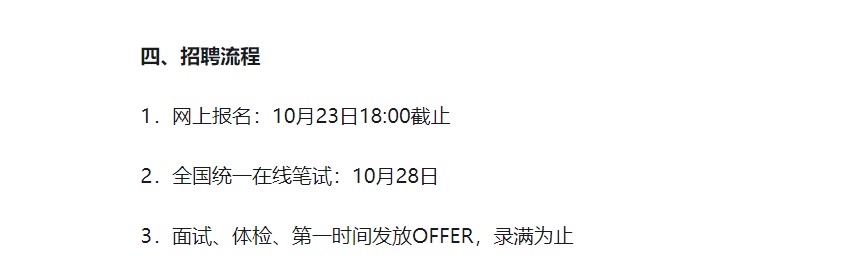 四、招聘流程
1．网上报名：10月23日18:00截止
2．全国统一在线笔试：10月28日
3．面试、体检、第一时间发放OFFER，录满为止